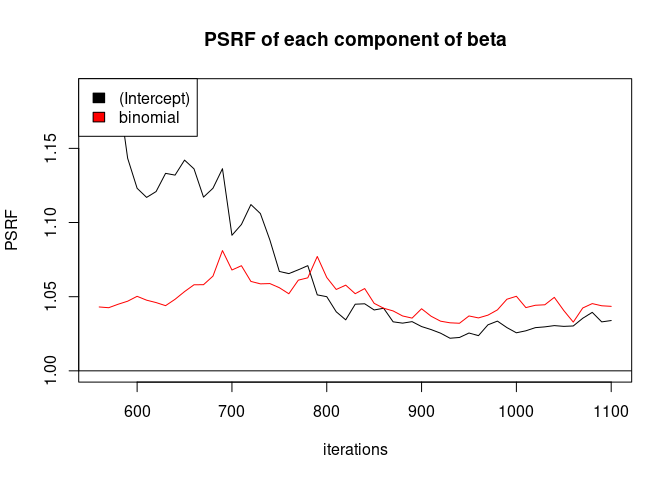 PSRF of each component of beta
(Intercept)
binomial
PSRF
1.15
1.10
1.05
1.00
600 700 800 900 1000 1100
iterations